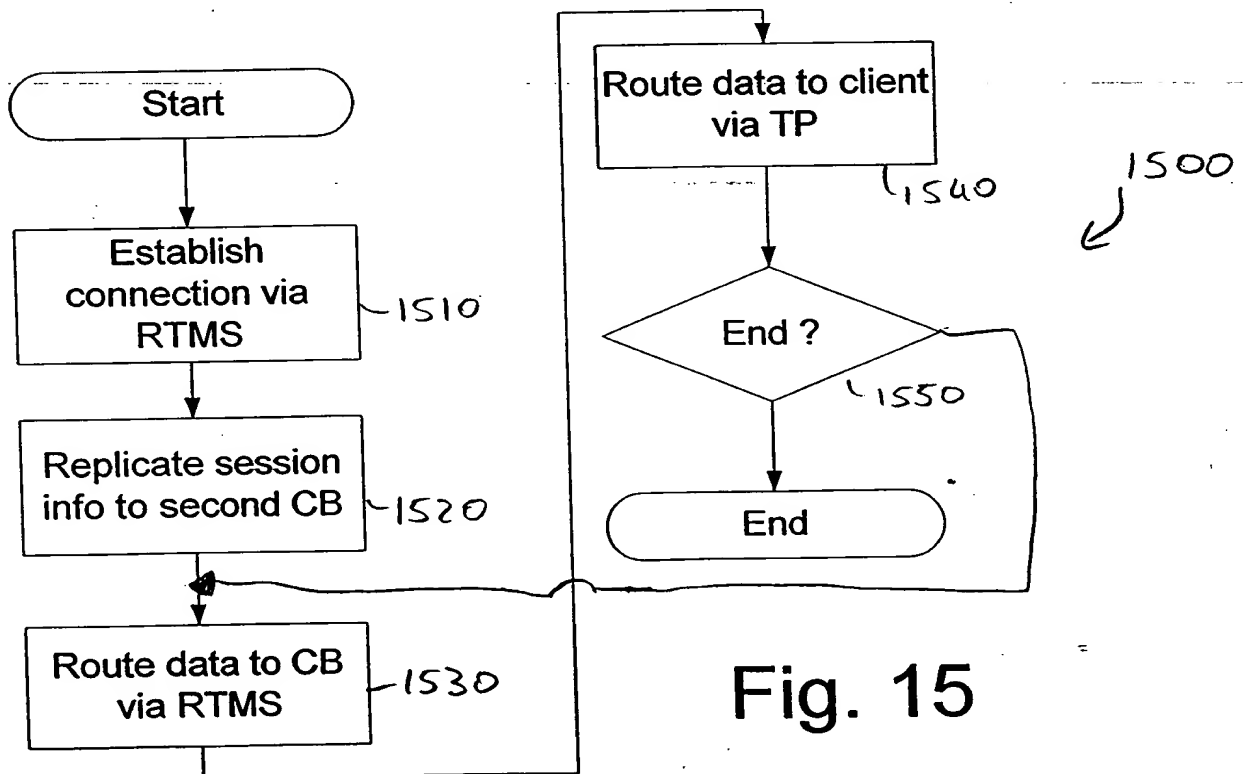 Start
Establish
connection via
RTMS
1510
Replicate session
info to second CB
1520
Route data to CB
via RTMS
1530
Route data to client
via TP
1540
1500
End ?
1550
End
Fig. 15